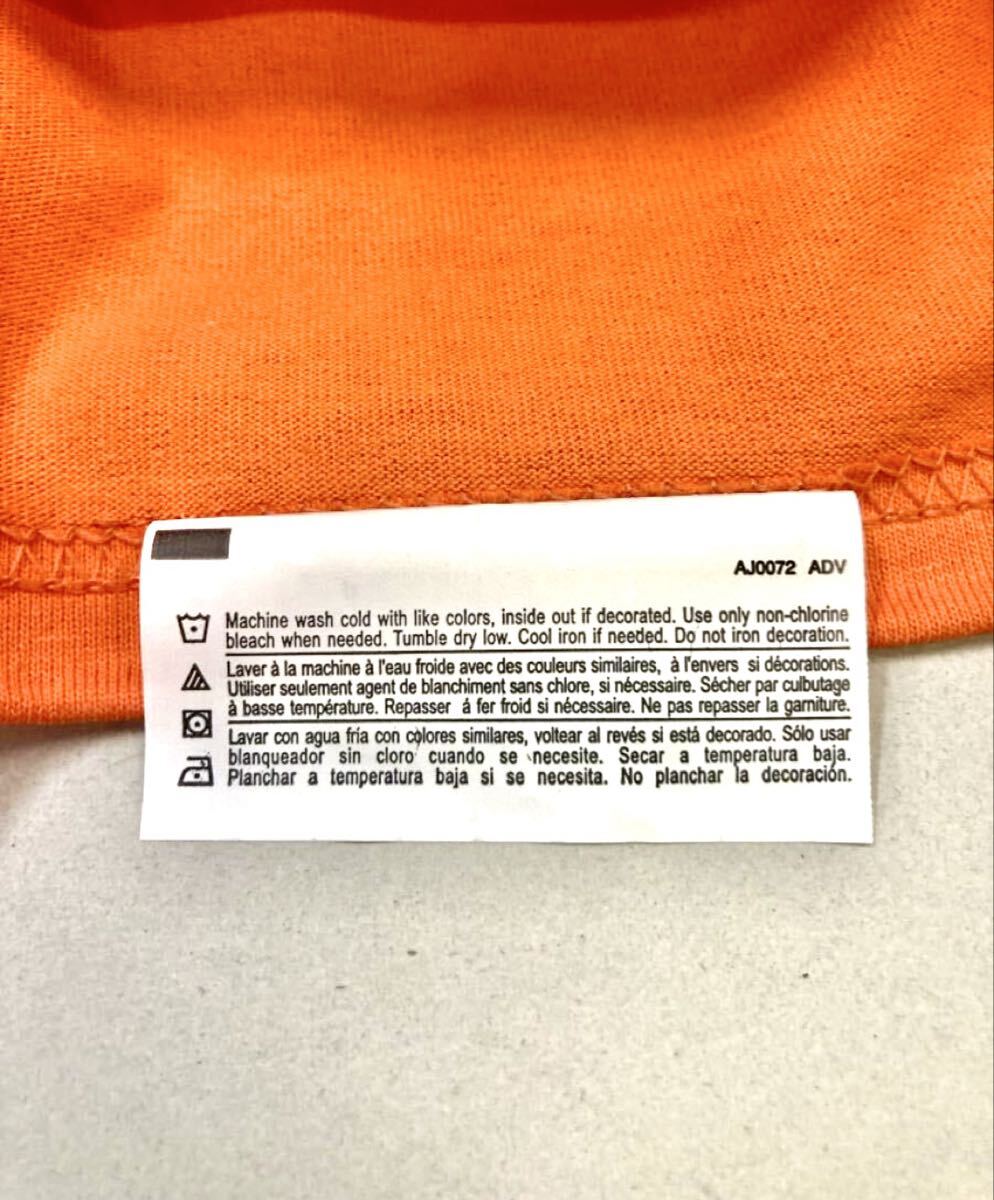 AJ0072 ADV
Machine wash cold with like colors, inside out if decorated. Use only non-chlorine
bleach when needed. Tumble dry low. Cool iron if needed. Do not iron decoration.
Laver à la machine à l'eau froide avec des couleurs similaires, à l'envers si décorations.
Utiliser seulement agent de blanchiment sans chlore, si nécessaire. Sécher par culbutage
à basse température. Repasser á fer froid si nécessaire. Ne pas repasser la garniture.
Lavar con agua fría con colores similares, voltear al revés si está decorado. Sólo usar
blanqueador sin cloro cuando se necesite. Secar a temperatura baja.
Planchar a temperatura baja si se necesita. No planchar la decoración.